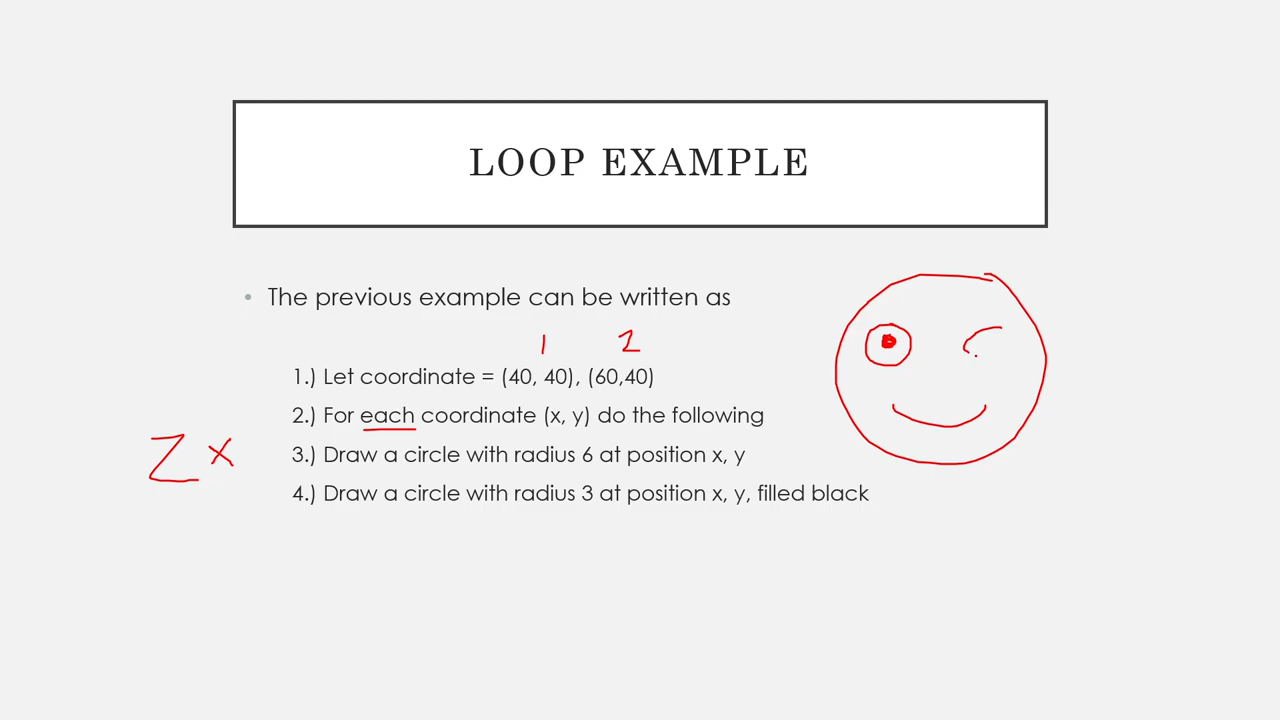 LOOP EXAMPLE
• The previous example can be written as
1 2
1.) Let coordinate = (40, 40), (60,40)
2.) For each coordinate (x, y) do the following
2 x
3.) Draw a circle with radius 6 at position x, y
4.) Draw a circle with radius 3 at position x, y, filled black